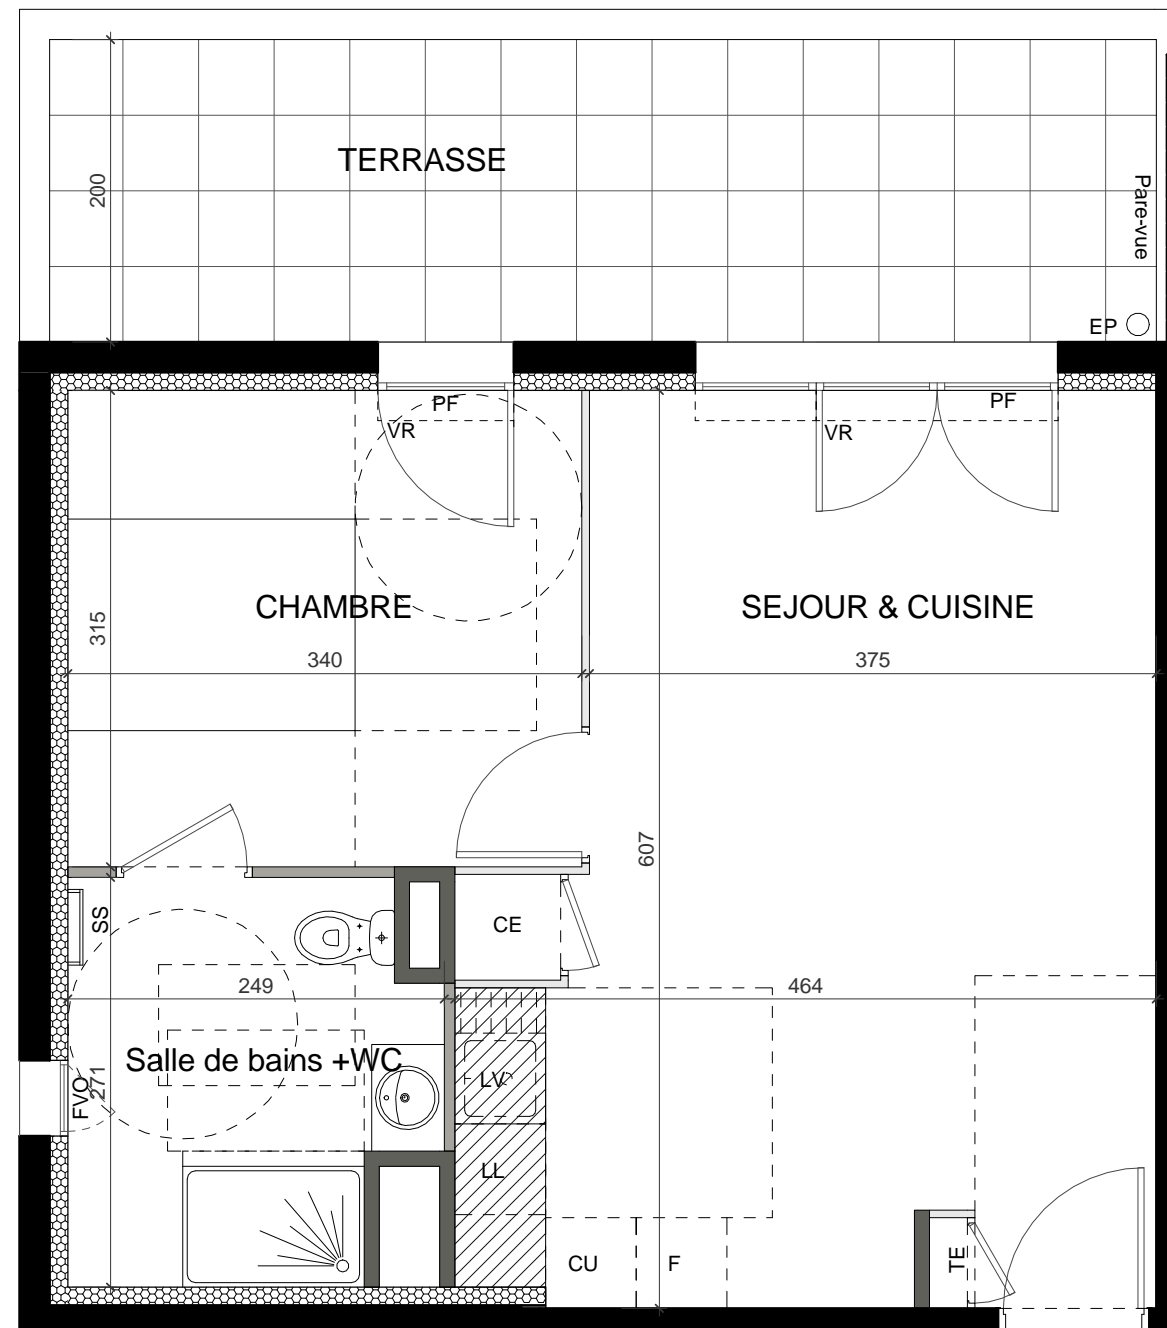 TERRASSE
200
Pare-vue
EP
PF
VR
PF
VR
CHAMBRE
SEJOUR & CUISINE
315
340
375
607
SS
CE
249
464
Salle de bains +WC
LV
FVO
271
LL
CU
F
TE